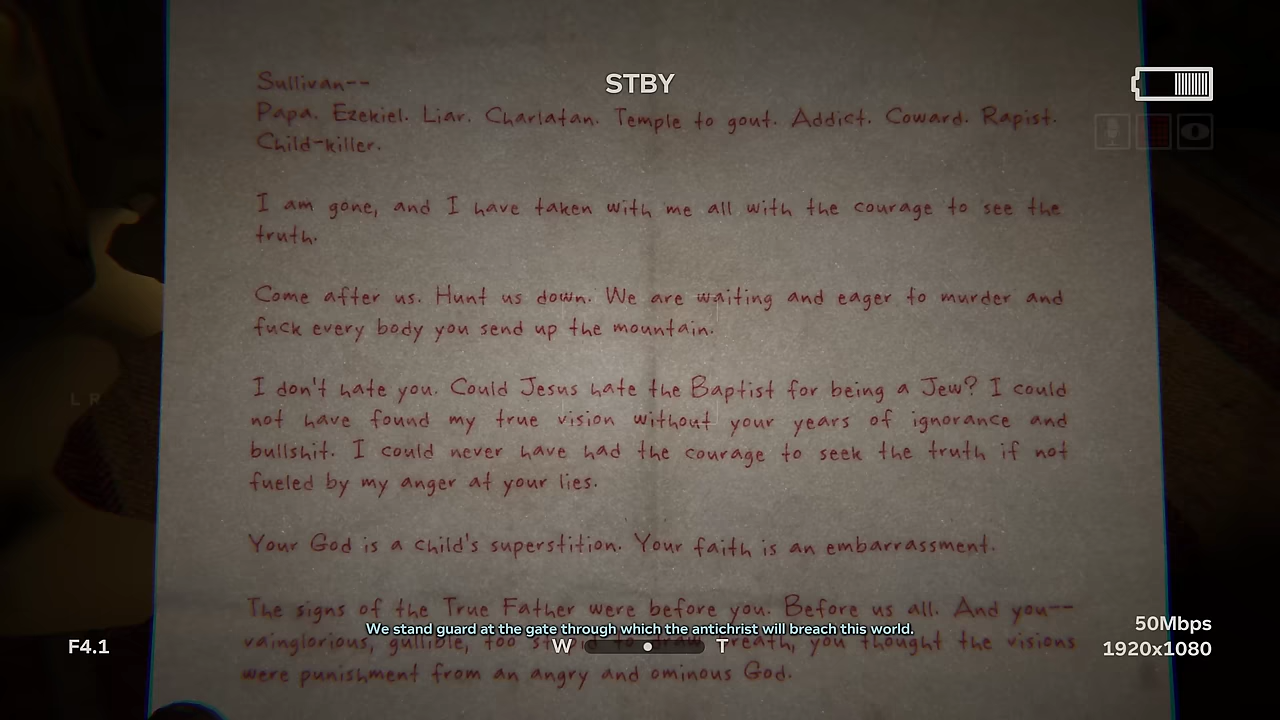 Sullivan--
STBY
Papa. Ezekiel. Liar. Charlatan. Temple to gout. Addict. Coward. Rapist.
Child-killer.
I am gone, and I have taken with me all with the courage to see the
truth.
Come after us. Hunt us down. We are waiting and eager to murder and
fuck every body you send up the mountain.
I don't hate you. Could Jesus hate the Baptist for being a Jew? I could
L R
not have found my true vision without your years of ignorance and
bullshit. I could never have had the courage to seek the truth if not
fueled by my anger at your lies.
Your God is a child's superstition. Your faith is an embarrassment.
The signs of the True Father were before you. Before us all. And you--
We stand guard at the gate through which the antichrist will breach this world.
50Mbps
vainglorious, gullible, too to draw breath, you thought the visions
F4.1
W T
1920x1080
were punishment from an angry and ominous God.